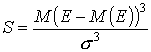 S = M(E − M(E))³ / σ³